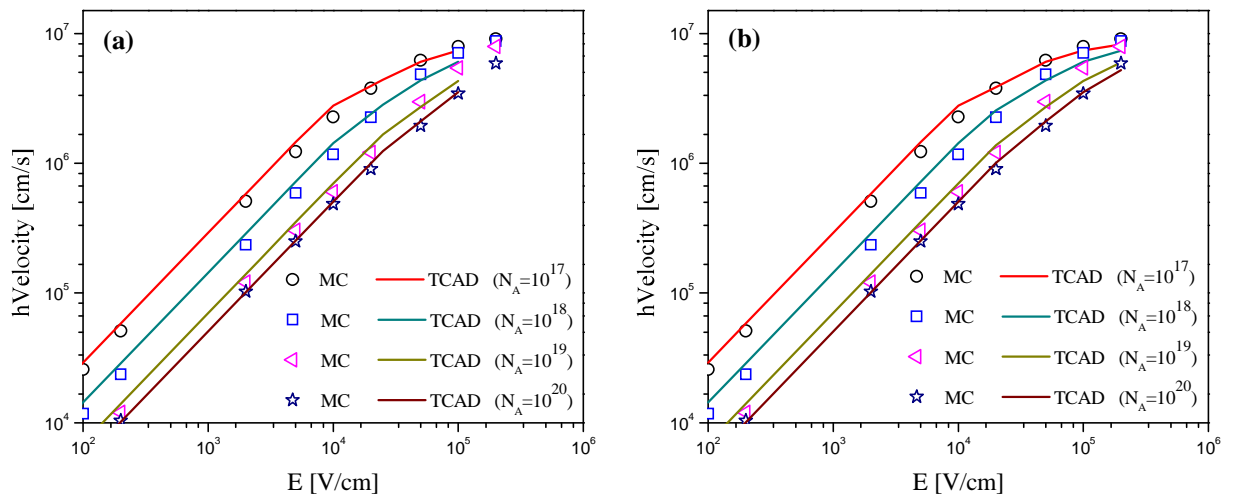 (a)
hVelocity [cm/s]
10^7
10^6
10^5
10^4
MC TCAD (N_A=10^17)
MC TCAD (N_A=10^18)
MC TCAD (N_A=10^19)
MC TCAD (N_A=10^20)
10^2 10^3 10^4 10^5 10^6
E [V/cm]
(b)
hVelocity [cm/s]
10^7
10^6
10^5
10^4
MC TCAD (N_A=10^17)
MC TCAD (N_A=10^18)
MC TCAD (N_A=10^19)
MC TCAD (N_A=10^20)
10^2 10^3 10^4 10^5 10^6
E [V/cm]